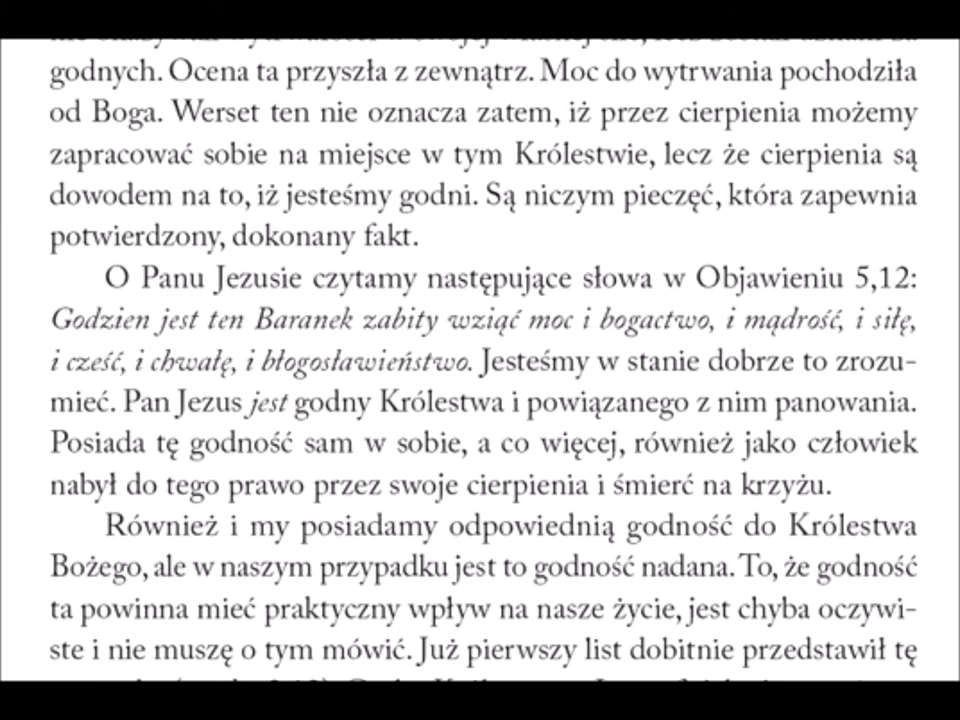 godnych. Ocena ta przyszła z zewnątrz. Moc do wytrwania pochodziła
od Boga. Werset ten nie oznacza zatem, iż przez cierpienia możemy
zapracować sobie na miejsce w tym Królestwie, lecz że cierpienia są
dowodem na to, iż jesteśmy godni. Są niczym pieczęć, która zapewnia
potwierdzony, dokonany fakt.
O Panu Jezusie czytamy następujące słowa w Objawieniu 5,12:
Godzien jest ten Baranek zabity wziąć moc i bogactwo, i mądrość, i siłę,
i cześć, i chwałę, i błogosławieństwo. Jesteśmy w stanie dobrze to zrozu-
mieć. Pan Jezus jest godny Królestwa i powiązanego z nim panowania.
Posiada tę godność sam w sobie, a co więcej, również jako człowiek
nabył do tego prawo przez swoje cierpienia i śmierć na krzyżu.
Również i my posiadamy odpowiednią godność do Królestwa
Bożego, ale w naszym przypadku jest to godność nadana. To, że godność
ta powinna mieć praktyczny wpływ na nasze życie, jest chyba oczywi-
ste i nie muszę o tym mówić. Już pierwszy list dobitnie przedstawił tę